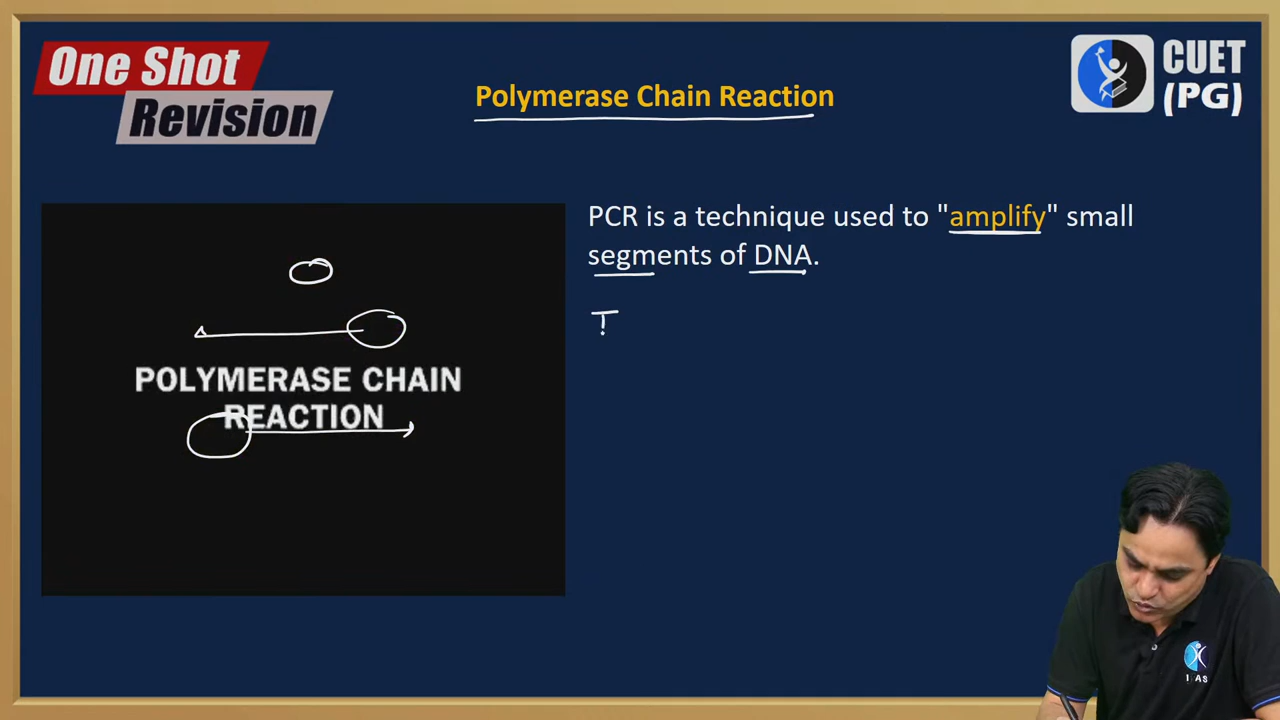 One Shot
Revision
Polymerase Chain Reaction
CUET
(PG)
PCR is a technique used to "amplify" small
segments of DNA.
T
POLYMERASE CHAIN
REACTION